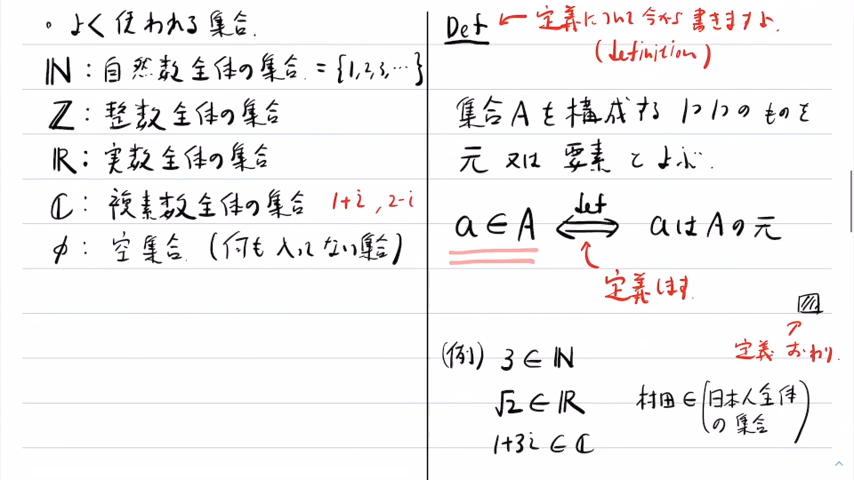 。よく使われる集合.
ℕ : 自然数全体の集合. = {1,2,3,…}
ℤ : 整数全体の集合
ℝ : 実数全体の集合
ℂ : 複素数全体の集合 1+i , 2-i
φ : 空集合. (何も入ってない集合)
Def ← 定義について今から書きますよ.
(definition)
集合Aを構成する1つ1つのものを
元 又は 要素 とよぶ.
def
a ∈ A ⟺ aはAの元
定義します.
定義 おわり.
(例) 3 ∈ ℕ
√2 ∈ ℝ 村田 ∈ (日本人全体
の集合)
1+3i ∈ ℂ